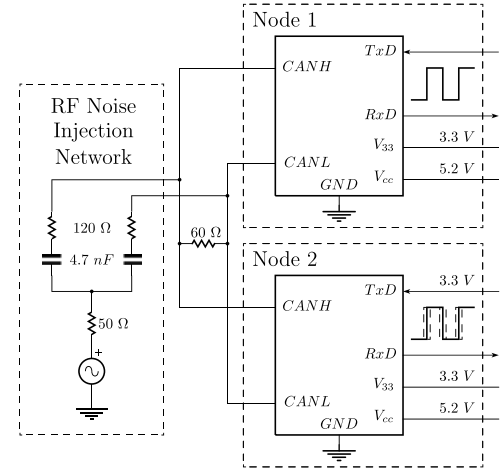 Node 1
CANH
TxD
RxD
V33
3.3 V
CANL
Vcc
5.2 V
GND
RF Noise
Injection
Network
120 Ω
4.7 nF
50 Ω
+
60 Ω
Node 2
CANH
TxD
3.3 V
RxD
V33
3.3 V
CANL
Vcc
5.2 V
GND